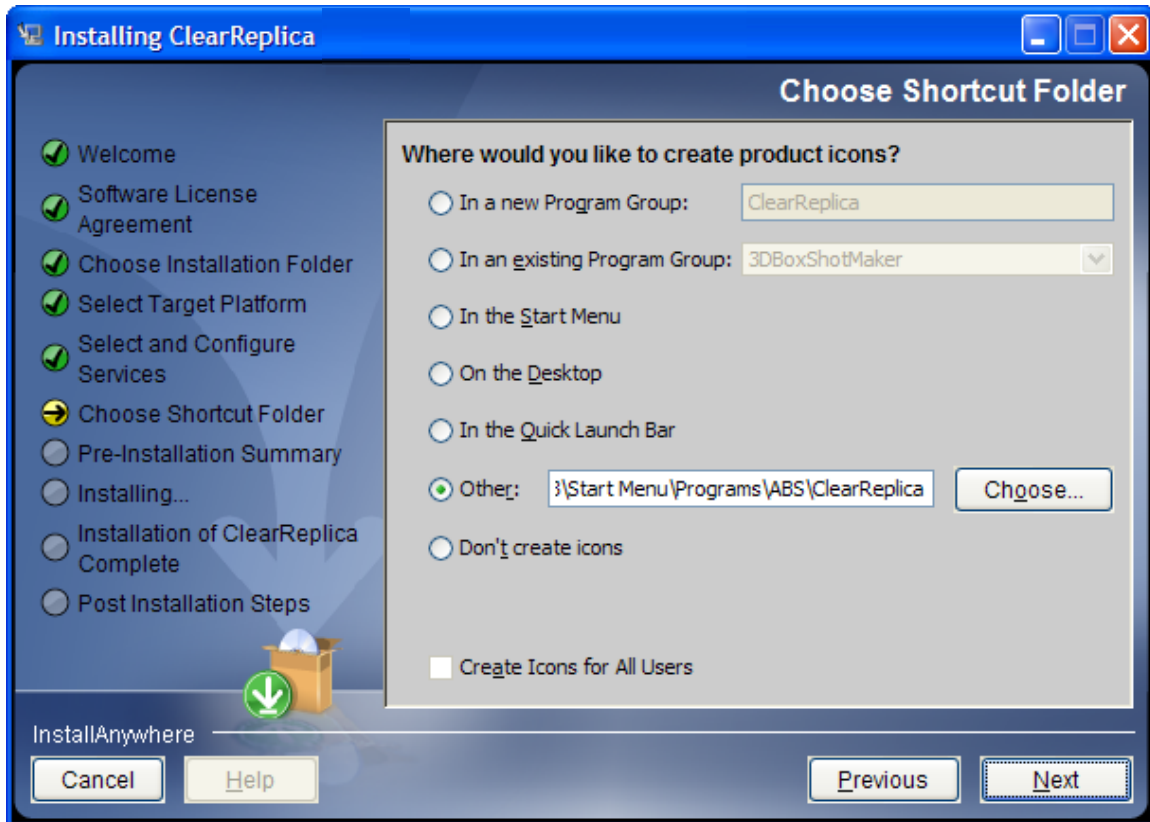 Installing ClearReplica
Choose Shortcut Folder
Welcome
Software License
Agreement
Choose Installation Folder
Select Target Platform
Select and Configure
Services
Choose Shortcut Folder
Pre-Installation Summary
Installing...
Installation of ClearReplica
Complete
Post Installation Steps
Where would you like to create product icons?
In a new Program Group: ClearReplica
In an existing Program Group: 3DBoxShotMaker
In the Start Menu
On the Desktop
In the Quick Launch Bar
Other: \Start Menu\Programs\ABS\ClearReplica Choose...
Don't create icons
Create Icons for All Users
InstallAnywhere
Cancel Help Previous Next